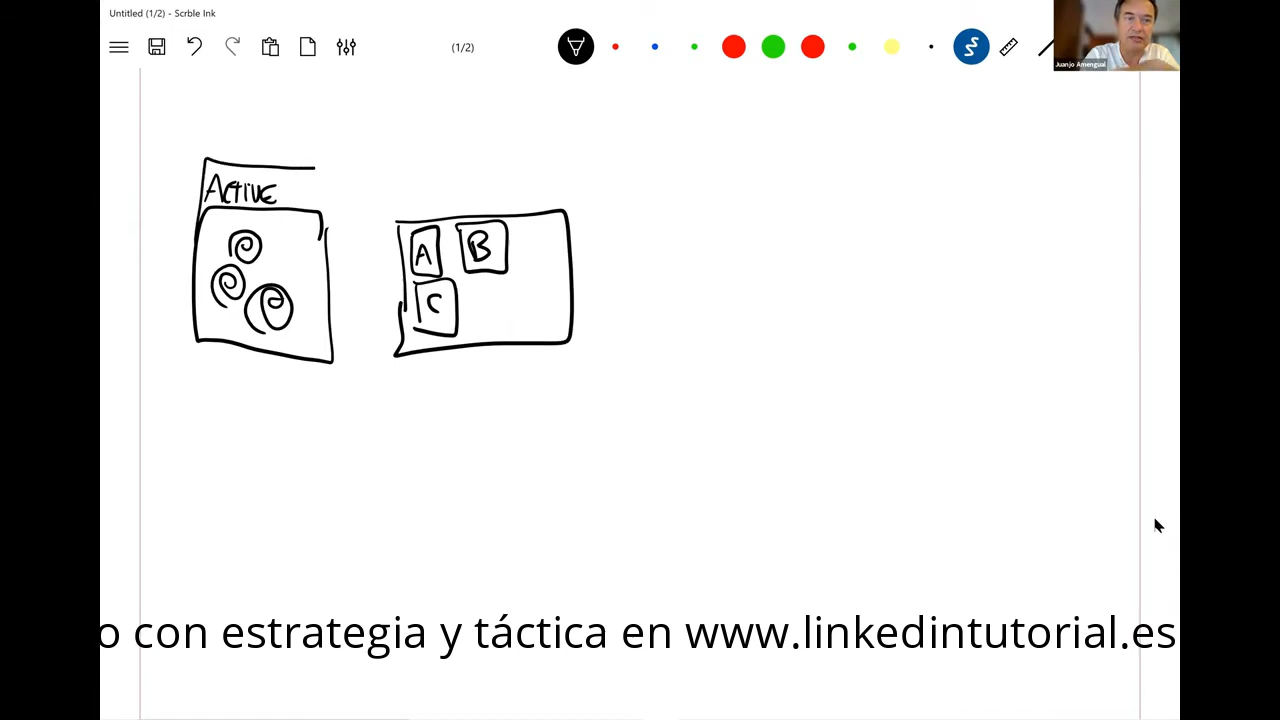 Untitled (1/2) - Scrble Ink
(1/2)
Juanjo Amengual
ACTIVE
A B
C
o con estrategia y táctica en www.linkedintutorial.es